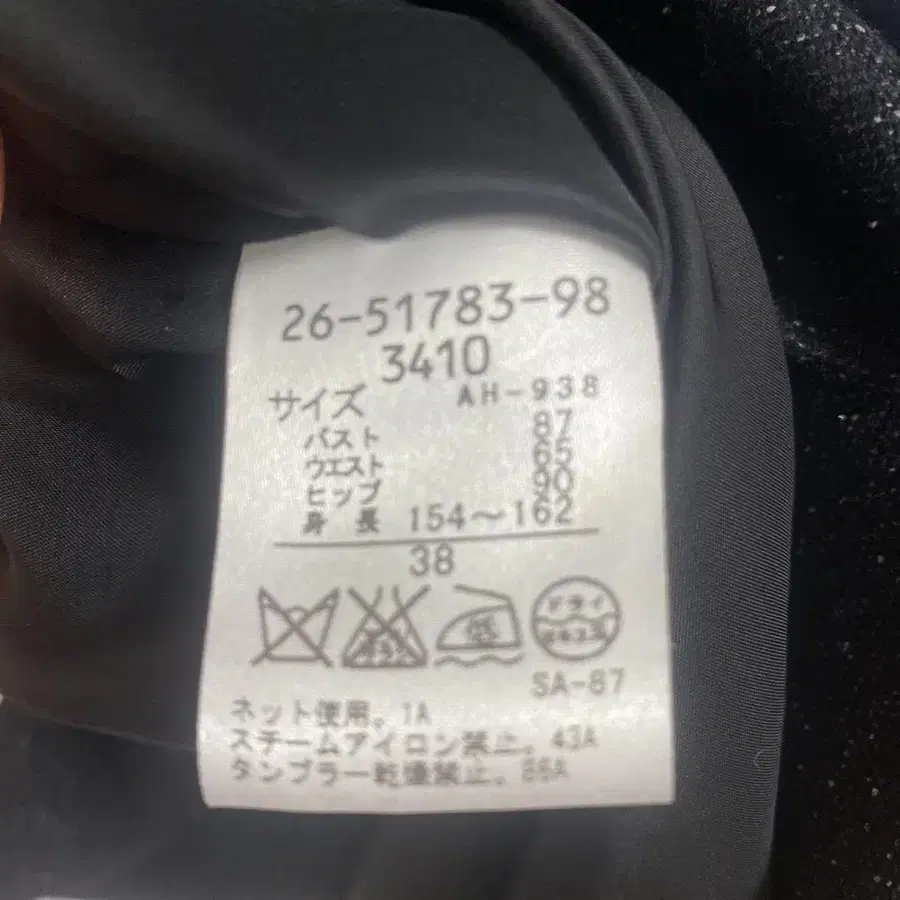 26-51783-98
3410
サイズ AH-938
バスト 87
ウエスト 65
ヒップ 90
身長 154～162
38
ドライ
SA-87
ネット使用。1A
スチームアイロン禁止。43A
タンブラー乾燥禁止。